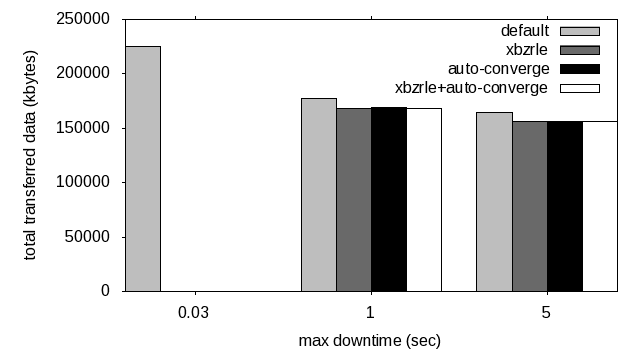 250000
200000
150000
100000
50000
0
total transferred data (kbytes)
default
xbzrle
auto-converge
xbzrle+auto-converge
0.03 1 5
max downtime (sec)